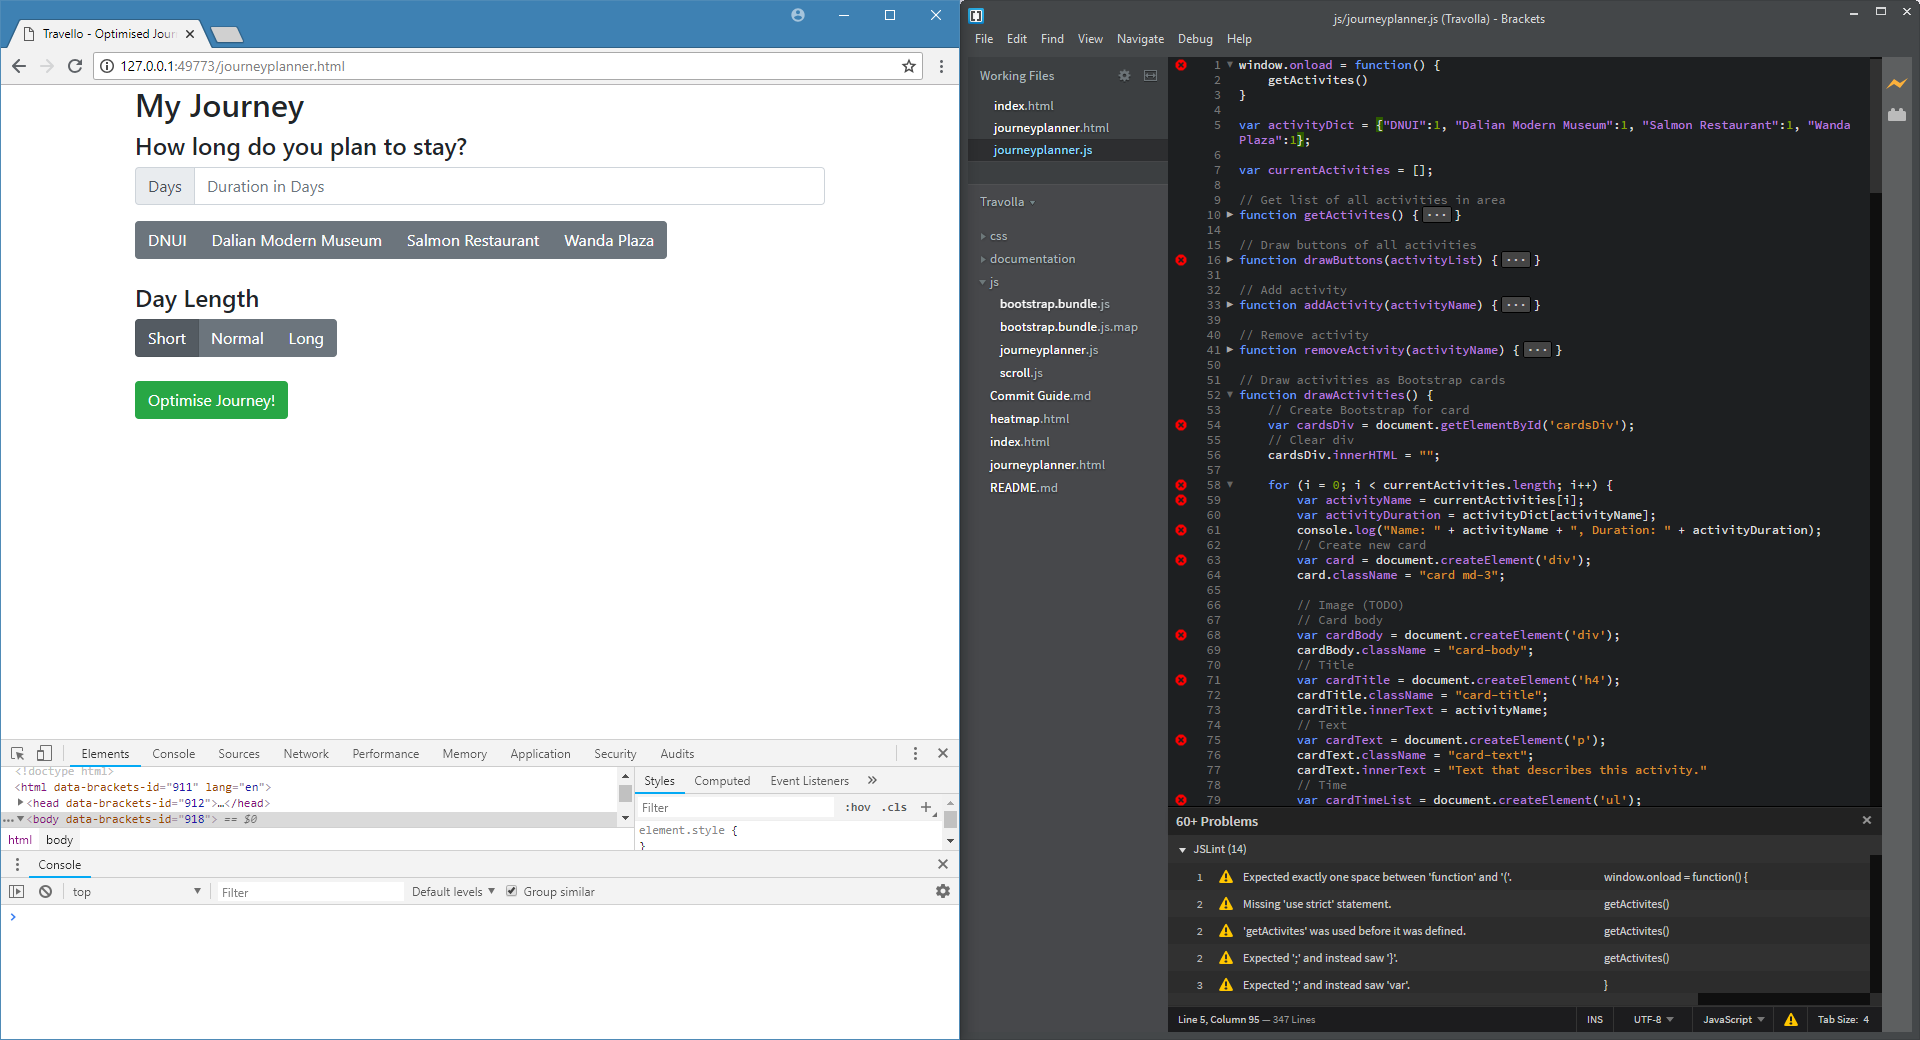 Travello - Optimised Jour
127.0.0.1:49773/journeyplanner.html
My Journey
How long do you plan to stay?
Days Duration in Days
DNUI Dalian Modern Museum Salmon Restaurant Wanda Plaza
Day Length
Short Normal Long
Optimise Journey!
Elements Console Sources Network Performance Memory Application Security Audits
<!doctype html>
<html data-brackets-id="911" lang="en">
<head data-brackets-id="912">…</head>
<body data-brackets-id="918"> == $0
html body
Styles Computed Event Listeners »
Filter :hov .cls +
element.style {
}
Console
top Filter Default levels Group similar
js/journeyplanner.js (Travolla) - Brackets
File Edit Find View Navigate Debug Help
Working Files
index.html
journeyplanner.html
journeyplanner.js
Travolla
css
documentation
js
bootstrap.bundle.js
bootstrap.bundle.js.map
journeyplanner.js
scroll.js
Commit Guide.md
heatmap.html
index.html
journeyplanner.html
README.md
1 window.onload = function() {
2 getActivites()
3 }
4
5 var activityDict = {"DNUI":1, "Dalian Modern Museum":1, "Salmon Restaurant":1, "Wanda
Plaza":1};
6
7 var currentActivities = [];
8
9 // Get list of all activities in area
10 function getActivites() { ... }
14
15 // Draw buttons of all activities
16 function drawButtons(activityList) { ... }
31
32 // Add activity
33 function addActivity(activityName) { ... }
39
40 // Remove activity
41 function removeActivity(activityName) { ... }
50
51 // Draw activities as Bootstrap cards
52 function drawActivities() {
53 // Create Bootstrap for card
54 var cardsDiv = document.getElementById('cardsDiv');
55 // Clear div
56 cardsDiv.innerHTML = "";
57
58 for (i = 0; i < currentActivities.length; i++) {
59 var activityName = currentActivities[i];
60 var activityDuration = activityDict[activityName];
61 console.log("Name: " + activityName + ", Duration: " + activityDuration);
62 // Create new card
63 var card = document.createElement('div');
64 card.className = "card md-3";
65
66 // Image (TODO)
67 // Card body
68 var cardBody = document.createElement('div');
69 cardBody.className = "card-body";
70 // Title
71 var cardTitle = document.createElement('h4');
72 cardTitle.className = "card-title";
73 cardTitle.innerText = activityName;
74 // Text
75 var cardText = document.createElement('p');
76 cardText.className = "card-text";
77 cardText.innerText = "Text that describes this activity."
78 // Time
79 var cardTimeList = document.createElement('ul');
60+ Problems
JSLint (14)
1 Expected exactly one space between 'function' and '('. window.onload = function() {
2 Missing 'use strict' statement. getActivites()
2 'getActivites' was used before it was defined. getActivites()
2 Expected ';' and instead saw '}'. getActivites()
3 Expected ';' and instead saw 'var'. }
Line 5, Column 95 — 347 Lines INS UTF-8 JavaScript Tab Size: 4